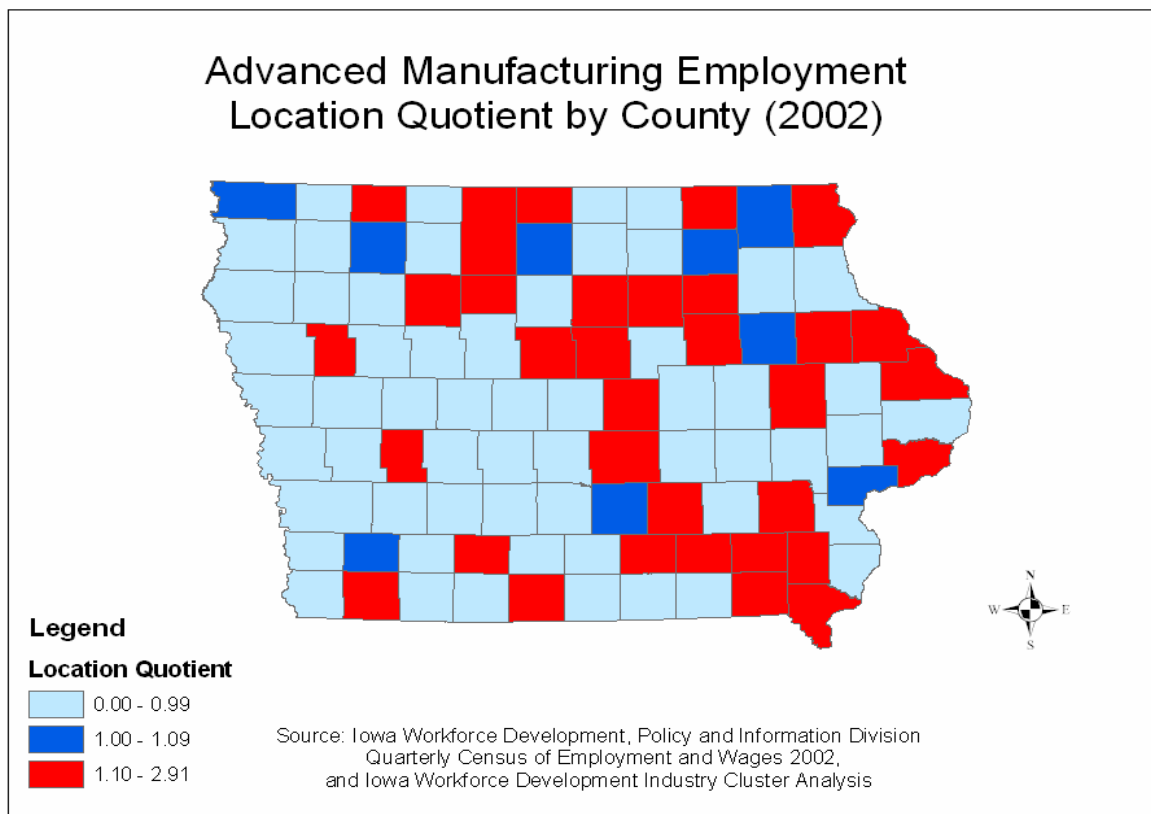 Advanced Manufacturing Employment
Location Quotient by County (2002)
N
W E
S
Legend
Location Quotient
0.00 - 0.99
1.00 - 1.09
1.10 - 2.91
Source: Iowa Workforce Development, Policy and Information Division
Quarterly Census of Employment and Wages 2002,
and Iowa Workforce Development Industry Cluster Analysis